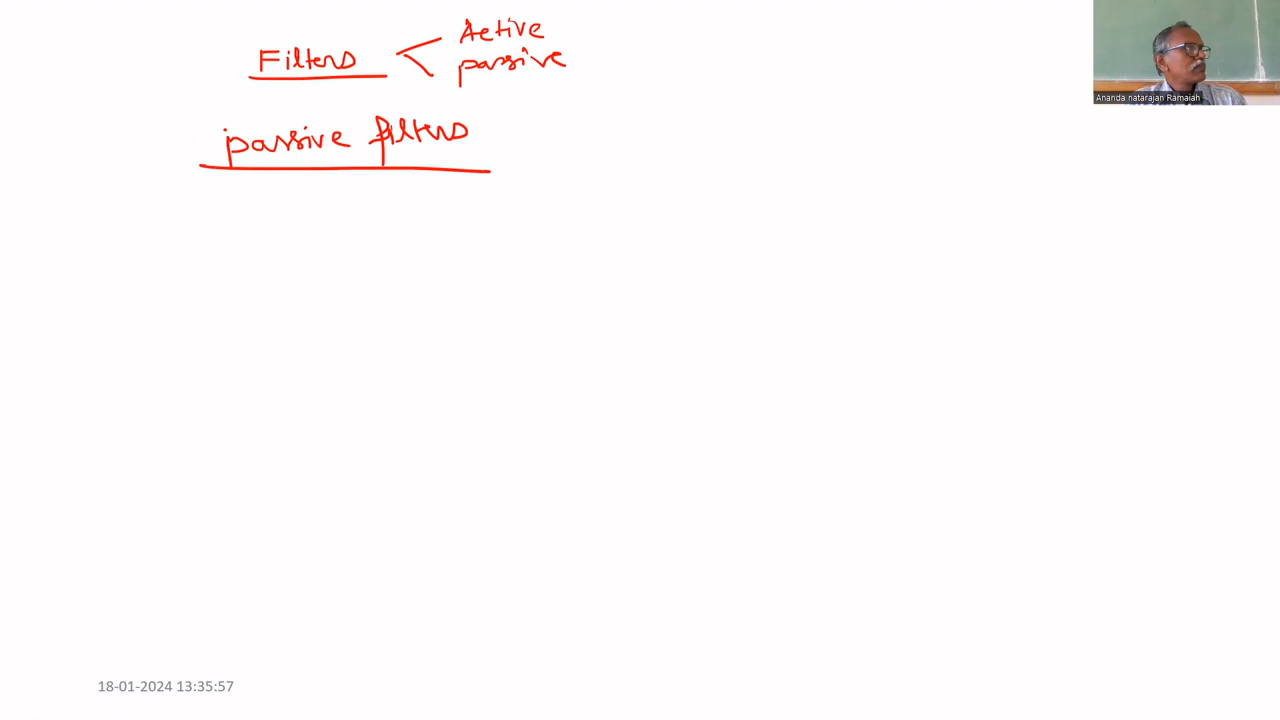 Filters
Active
passive
passive filters
Ananda natarajan Ramaiah
18-01-2024 13:35:57